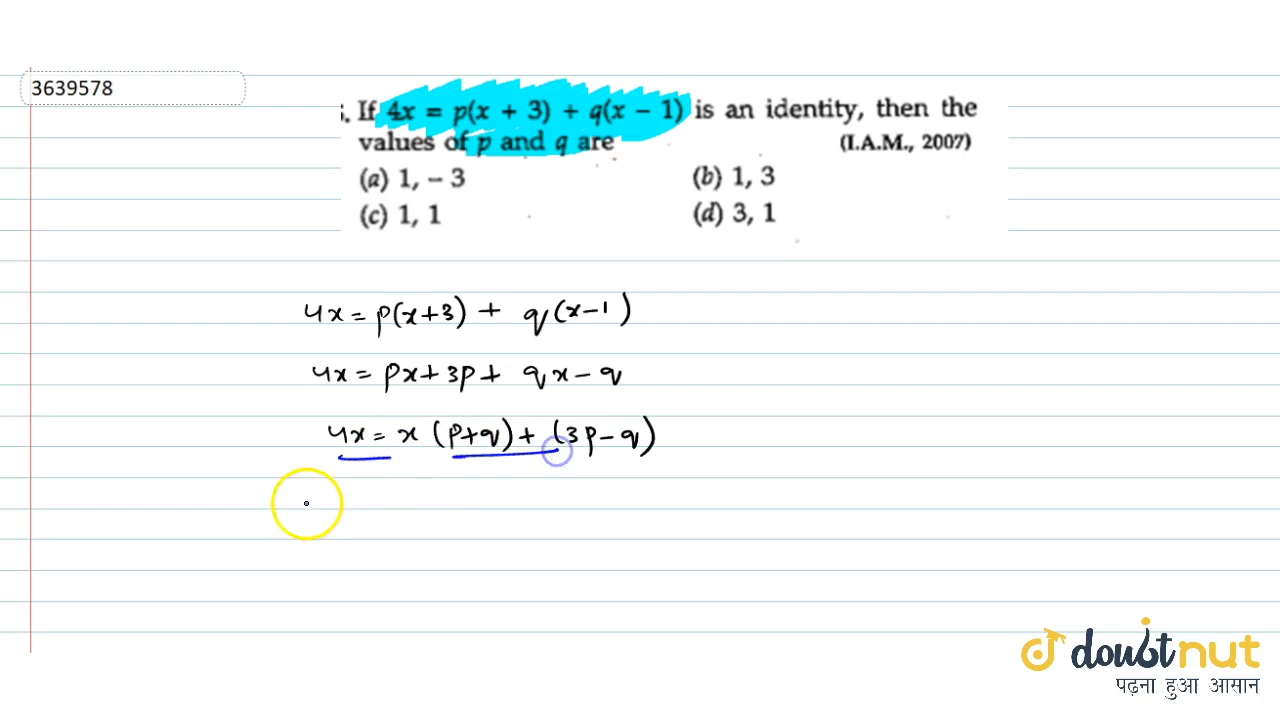 3639578
. If 4x = p(x + 3) + q(x − 1) is an identity, then the
values of p and q are (I.A.M., 2007)
(a) 1, − 3 (b) 1, 3
(c) 1, 1 (d) 3, 1
4x = p(x+3) + q(x−1)
4x = px+3p+ qx−q
4x = x (p+q) + (3p−q)
doubtnut
पढ़ना हुआ आसान